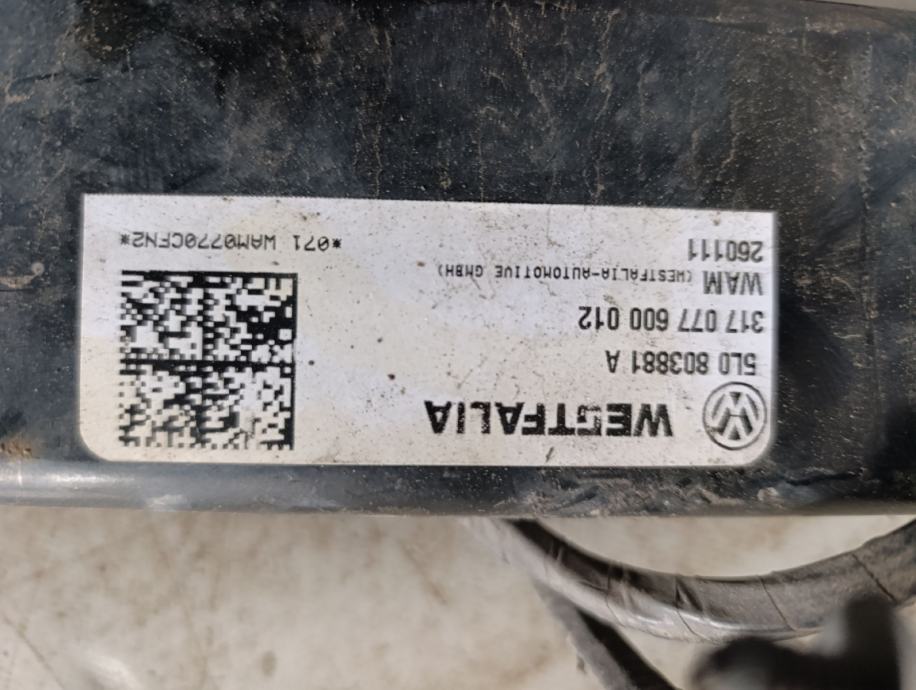 WESTFALIA
5L0 803881 A
317 077 600 012
WAM (WESTFALIA-AUTOMOTIVE GMBH)
260111
*071 WAM0770CFN2*